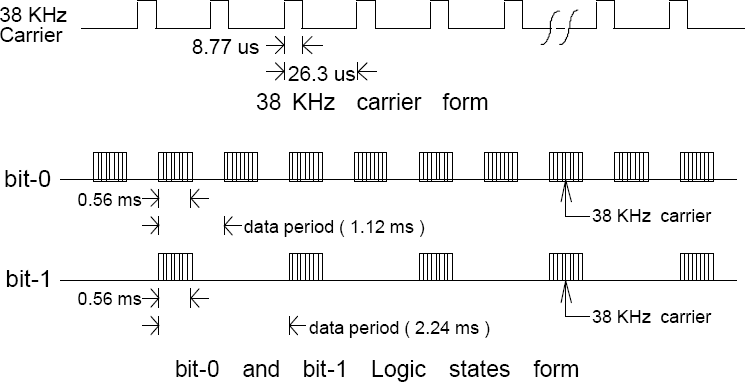 38 KHz
Carrier
8.77 us
26.3 us
38 KHz carrier form
bit-0
0.56 ms
data period ( 1.12 ms )
38 KHz carrier
bit-1
0.56 ms
data period ( 2.24 ms )
38 KHz carrier
bit-0 and bit-1 Logic states form